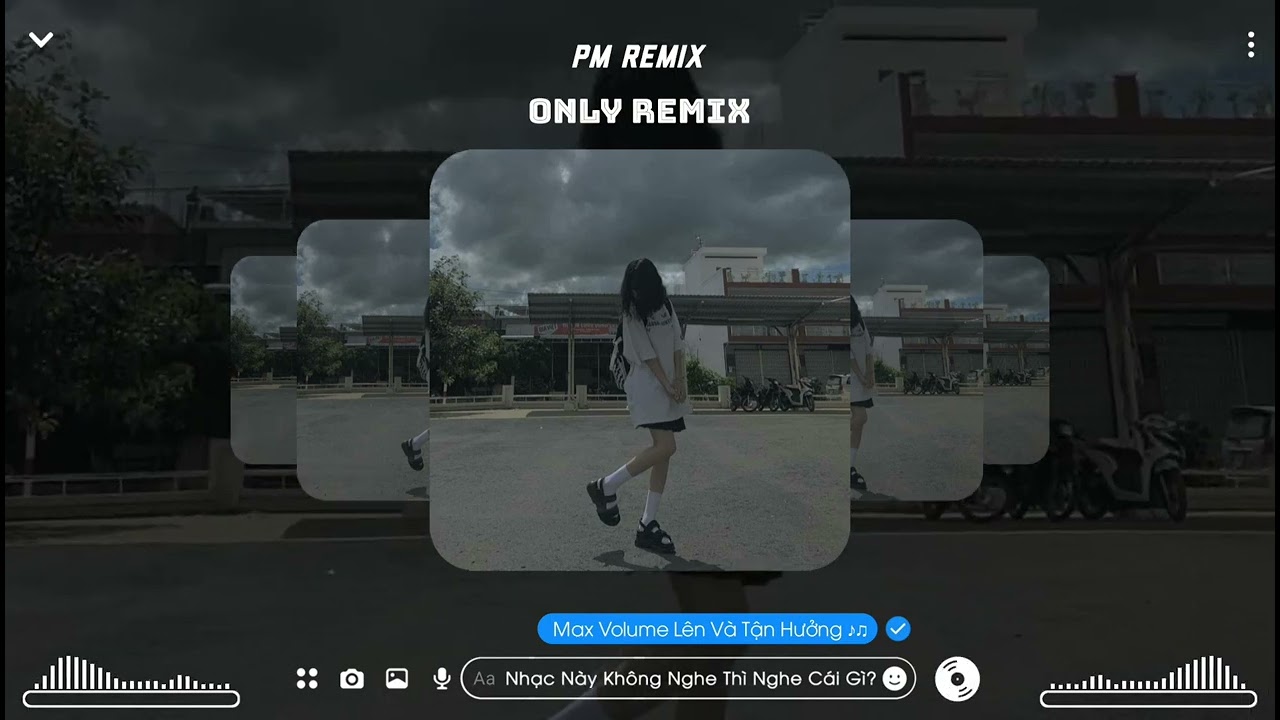 PM REMIX
ONLY REMIX
Max Volume Lên Và Tận Hưởng ♪♫
Aa Nhạc Này Không Nghe Thì Nghe Cái Gì?